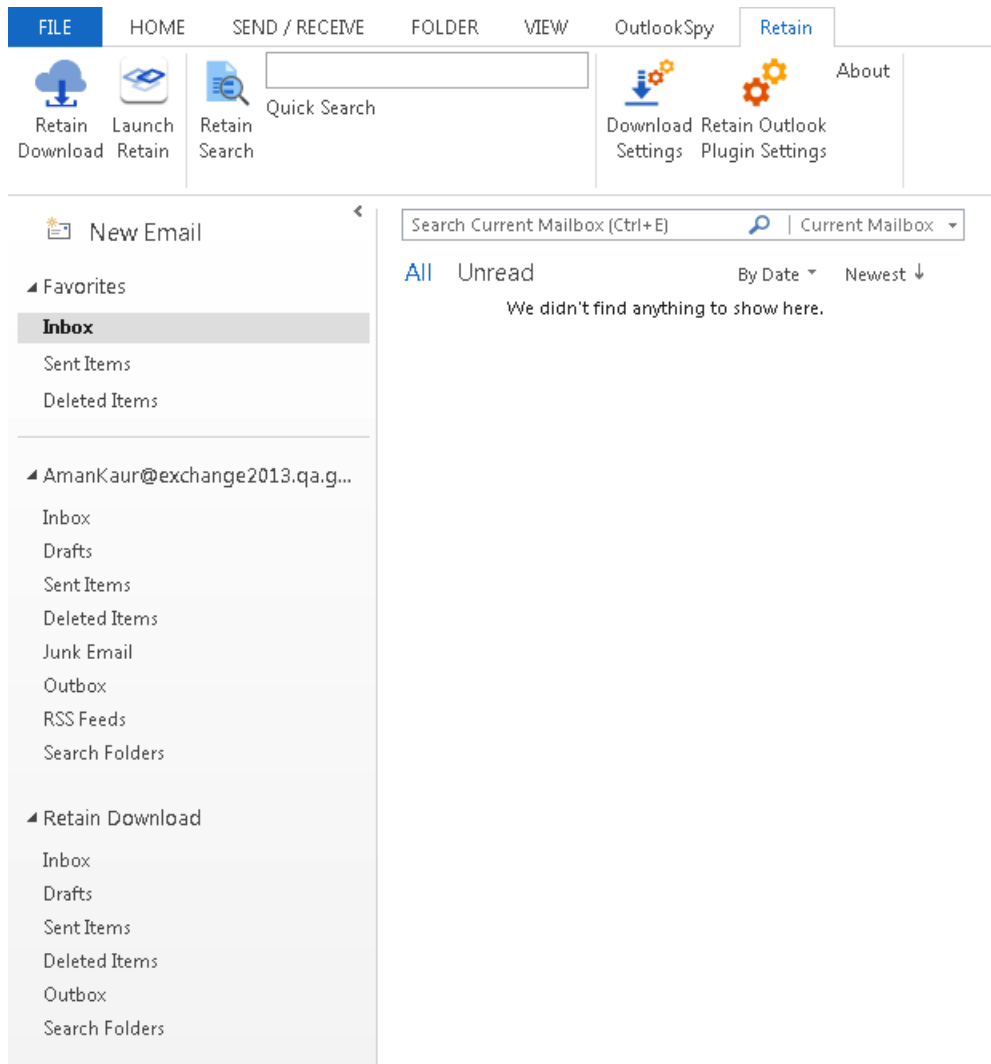 FILE HOME SEND / RECEIVE FOLDER VIEW OutlookSpy Retain
Retain Download
Launch Retain
Retain Search
Quick Search
Download Settings
Retain Outlook Plugin Settings
About
New Email
Search Current Mailbox (Ctrl+E) Current Mailbox
All Unread By Date Newest
We didn't find anything to show here.
Favorites
Inbox
Sent Items
Deleted Items
AmanKaur@exchange2013.qa.g...
Inbox
Drafts
Sent Items
Deleted Items
Junk Email
Outbox
RSS Feeds
Search Folders
Retain Download
Inbox
Drafts
Sent Items
Deleted Items
Outbox
Search Folders